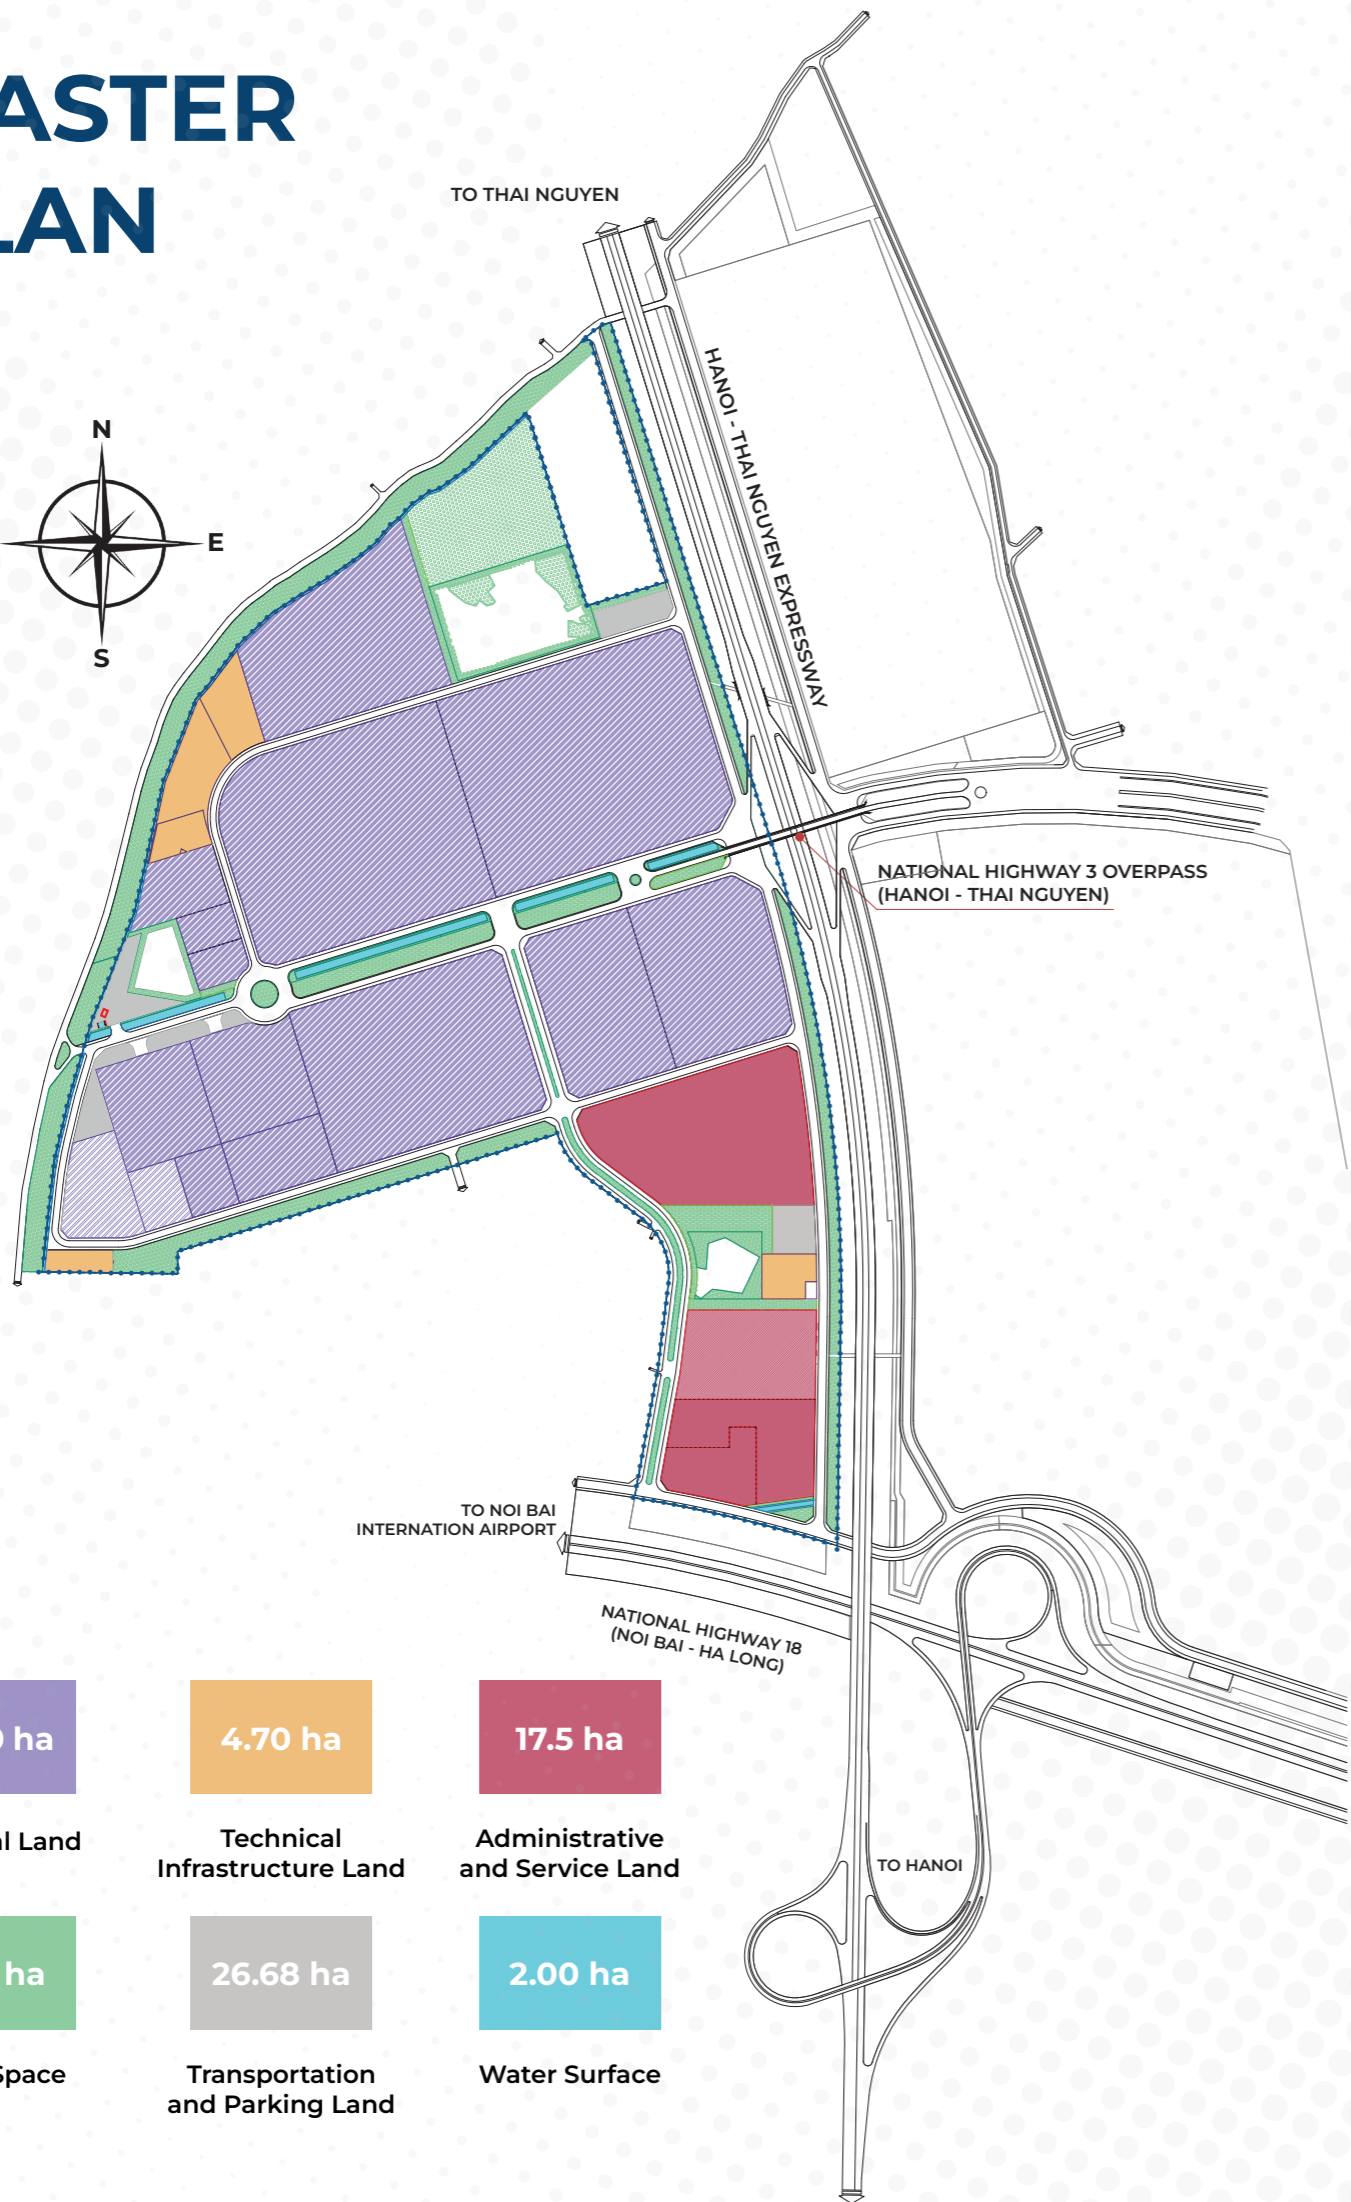 ASTER
LAN
TO THAI NGUYEN
N
E
S
HANOI - THAI NGUYEN EXPRESSWAY
NATIONAL HIGHWAY 3 OVERPASS
(HANOI - THAI NGUYEN)
TO NOI BAI
INTERNATION AIRPORT
NATIONAL HIGHWAY 18
(NOI BAI - HA LONG)
ha
4.70 ha
17.5 ha
al Land
Technical
Infrastructure Land
Administrative
and Service Land
ha
26.68 ha
2.00 ha
Space
Transportation
and Parking Land
Water Surface
TO HANOI